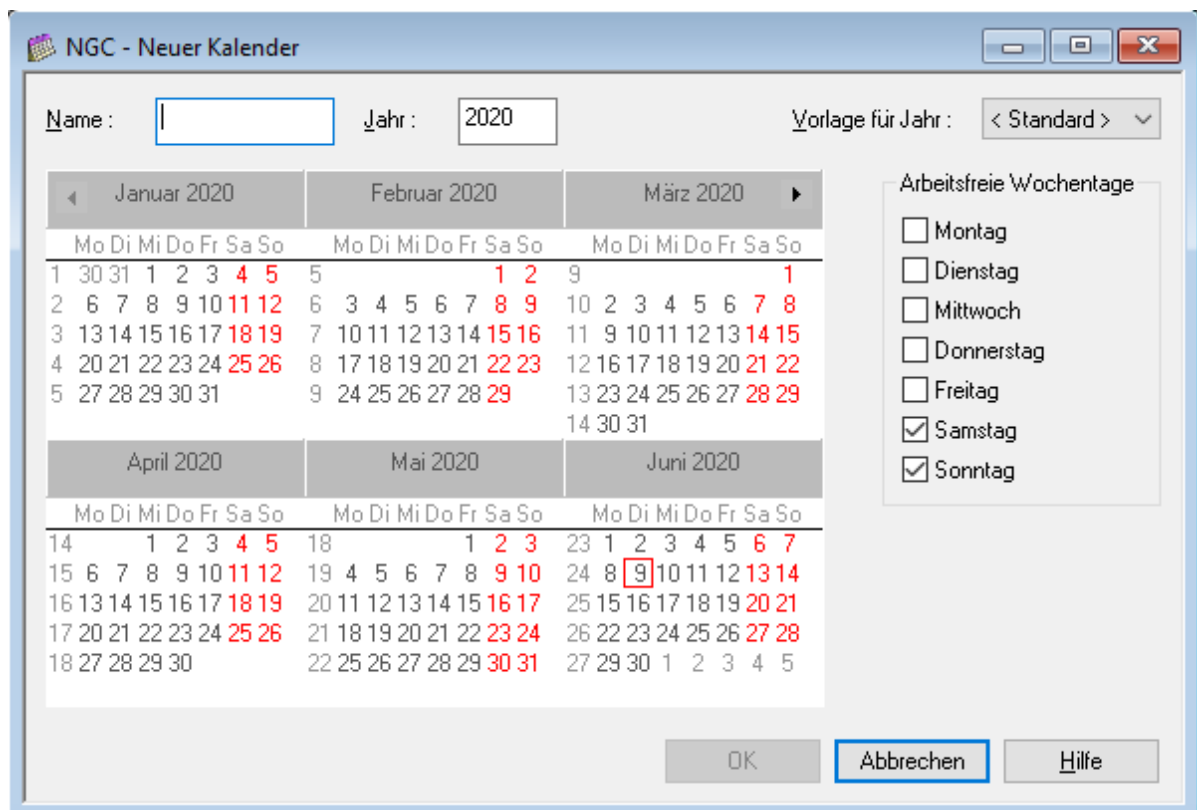 NGC - Neuer Kalender
Name : Jahr : 2020 Vorlage für Jahr : < Standard >
Januar 2020 Februar 2020 März 2020
Mo Di Mi Do Fr Sa So Mo Di Mi Do Fr Sa So Mo Di Mi Do Fr Sa So
1 30 31 1 2 3 4 5 5 1 2 9 1
2 6 7 8 9 10 11 12 6 3 4 5 6 7 8 9 10 2 3 4 5 6 7 8
3 13 14 15 16 17 18 19 7 10 11 12 13 14 15 16 11 9 10 11 12 13 14 15
4 20 21 22 23 24 25 26 8 17 18 19 20 21 22 23 12 16 17 18 19 20 21 22
5 27 28 29 30 31 9 24 25 26 27 28 29 13 23 24 25 26 27 28 29
14 30 31
April 2020 Mai 2020 Juni 2020
Mo Di Mi Do Fr Sa So Mo Di Mi Do Fr Sa So Mo Di Mi Do Fr Sa So
14 1 2 3 4 5 18 1 2 3 23 1 2 3 4 5 6 7
15 6 7 8 9 10 11 12 19 4 5 6 7 8 9 10 24 8 9 10 11 12 13 14
16 13 14 15 16 17 18 19 20 11 12 13 14 15 16 17 25 15 16 17 18 19 20 21
17 20 21 22 23 24 25 26 21 18 19 20 21 22 23 24 26 22 23 24 25 26 27 28
18 27 28 29 30 22 25 26 27 28 29 30 31 27 29 30 1 2 3 4 5
Arbeitsfreie Wochentage
Montag
Dienstag
Mittwoch
Donnerstag
Freitag
Samstag
Sonntag
OK Abbrechen Hilfe